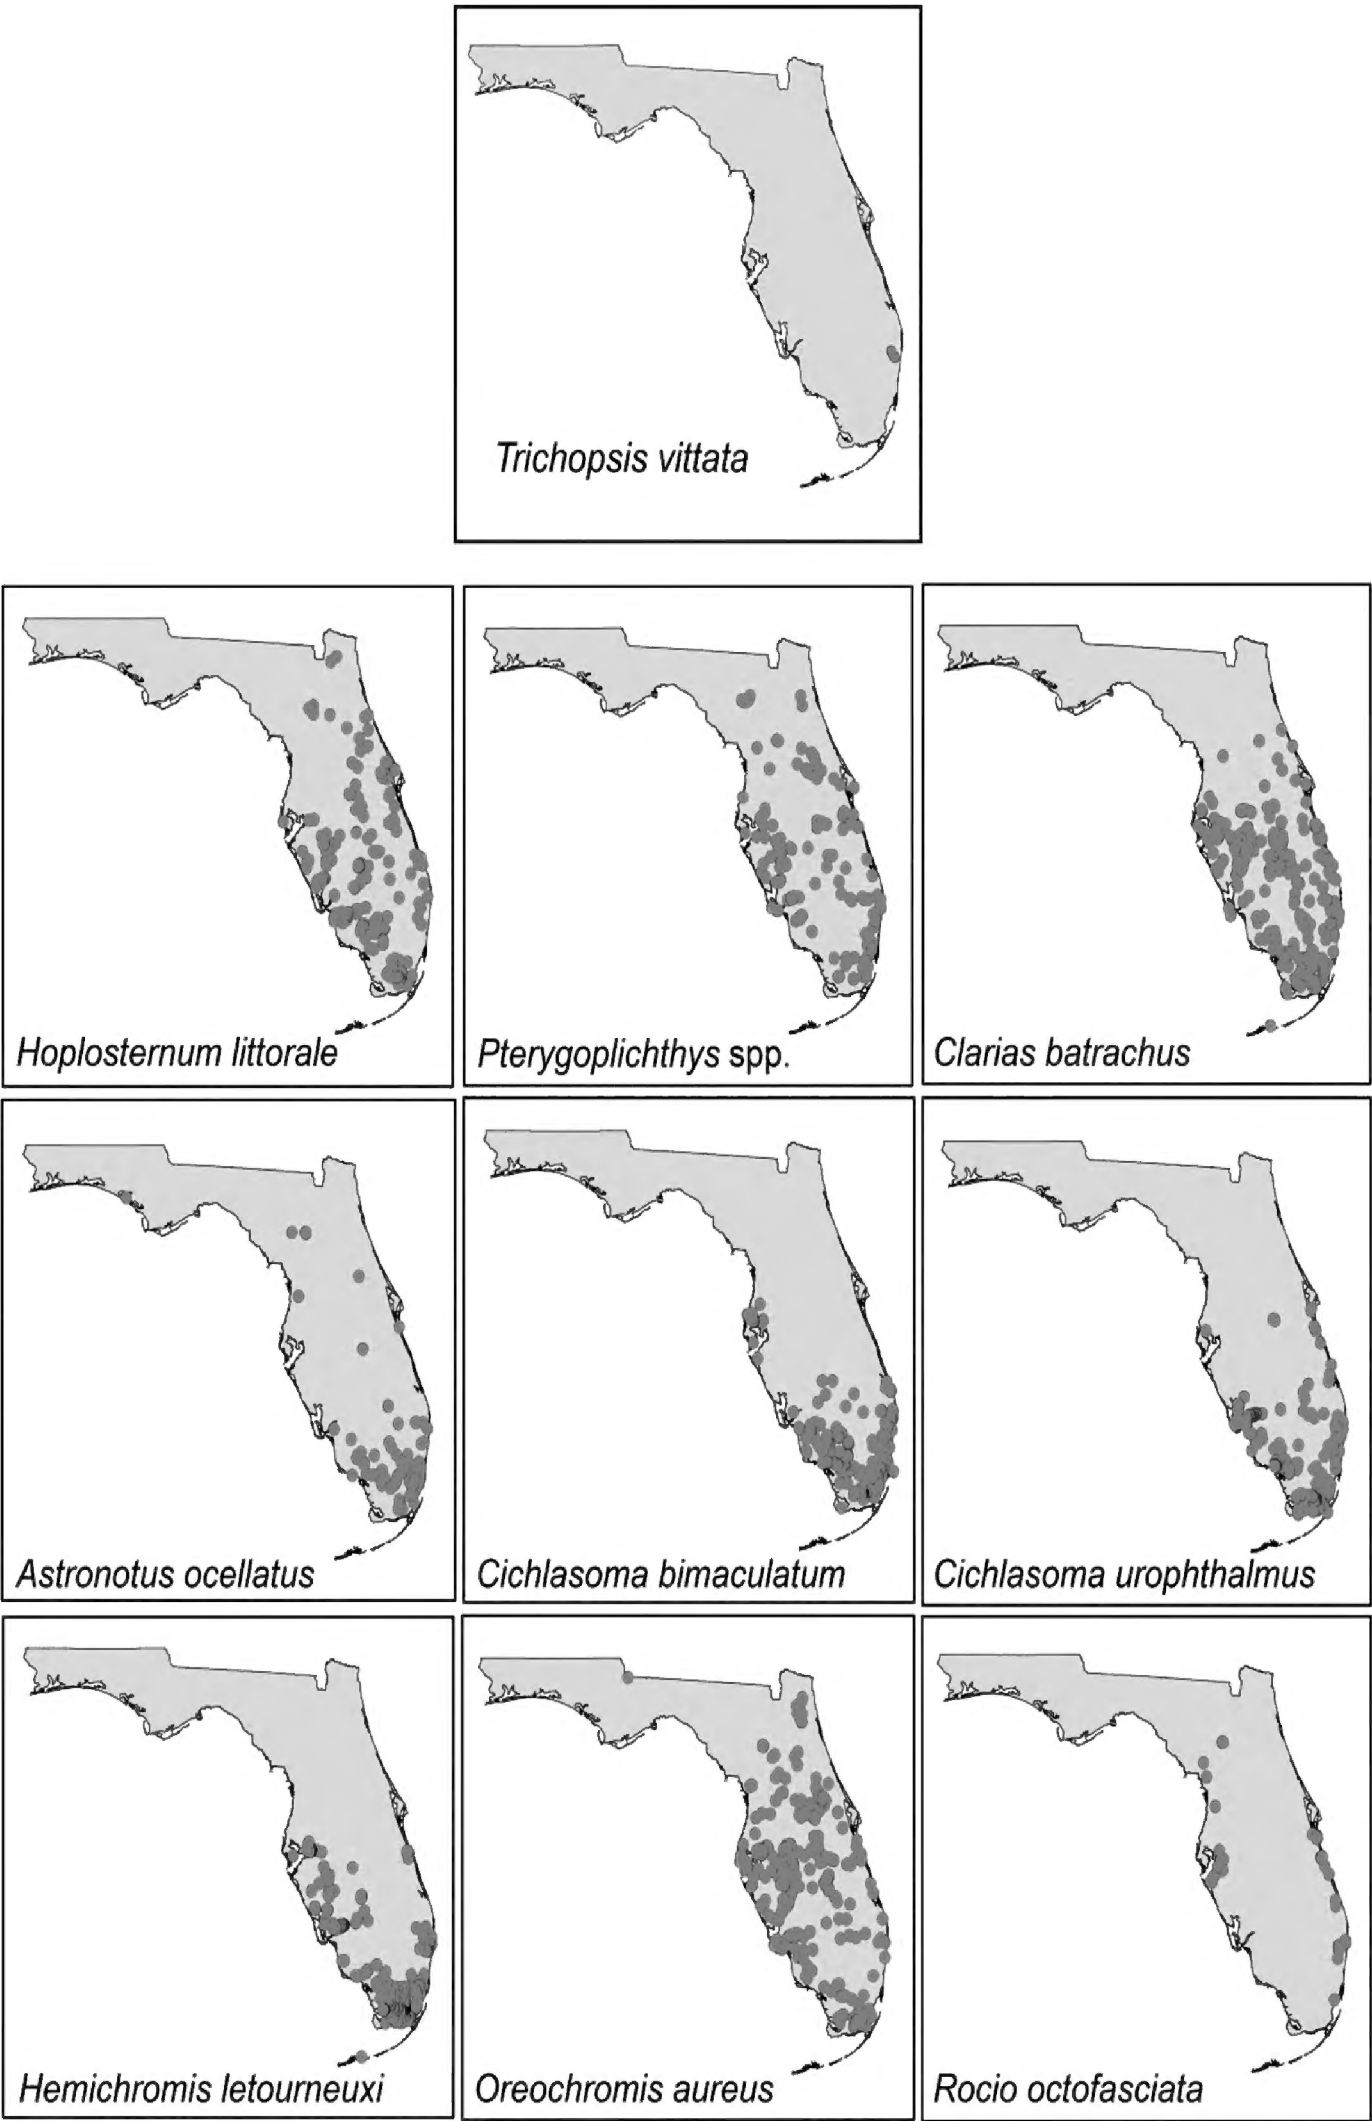 Trichopsis vittata
Hoplosternum littorale
Pterygoplichthys spp.
Clarias batrachus
Astronotus ocellatus
Cichlasoma bimaculatum
Cichlasoma urophthalmus
Hemichromis letourneuxi
Oreochromis aureus
Rocio octofasciata